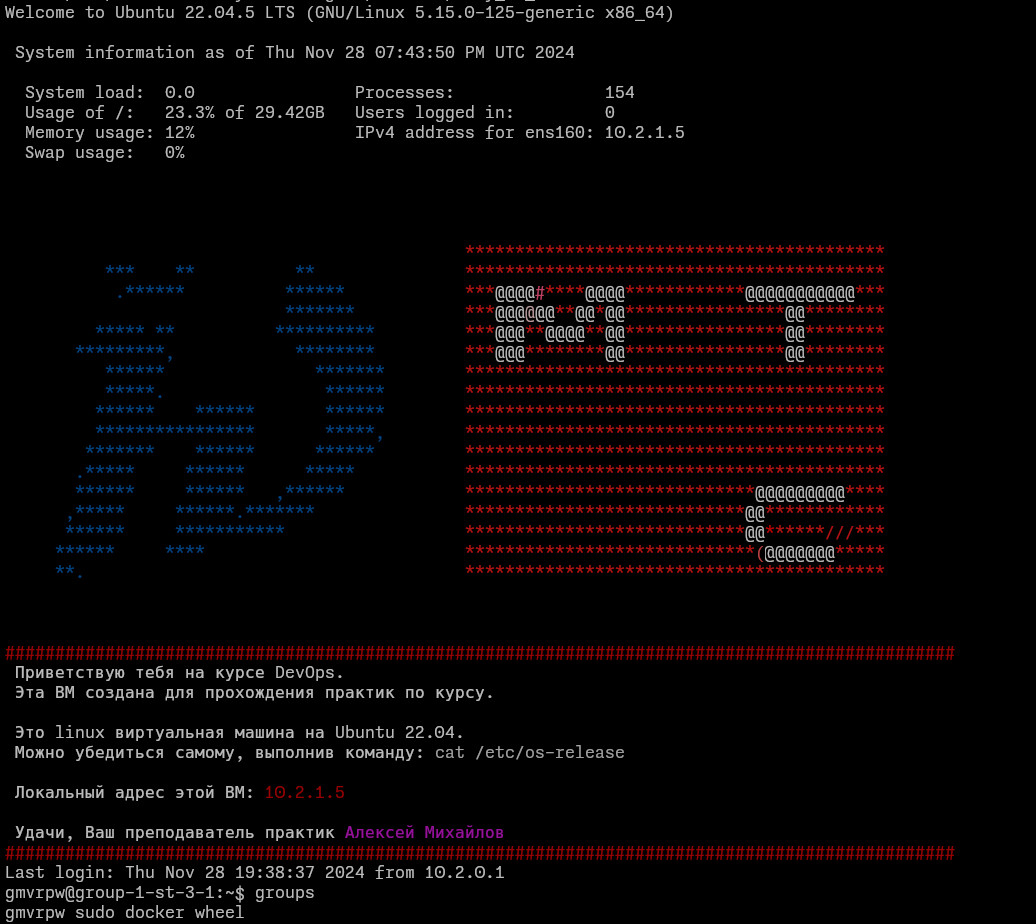 Welcome to Ubuntu 22.04.5 LTS (GNU/Linux 5.15.0-125-generic x86_64)
System information as of Thu Nov 28 07:43:50 PM UTC 2024
System load: 0.0 Processes: 154
Usage of /: 23.3% of 29.42GB Users logged in: 0
Memory usage: 12% IPv4 address for ens160: 10.2.1.5
Swap usage: 0%
Приветствую тебя на курсе DevOps.
Эта ВМ создана для прохождения практик по курсу.
Это linux виртуальная машина на Ubuntu 22.04.
Можно убедиться самому, выполнив команду: cat /etc/os-release
Локальный адрес этой ВМ: 10.2.1.5
Удачи, Ваш преподаватель практик Алексей Михайлов
Last login: Thu Nov 28 19:38:37 2024 from 10.2.0.1
gmvrpw@group-1-st-3-1:~$ groups
gmvrpw sudo docker wheel